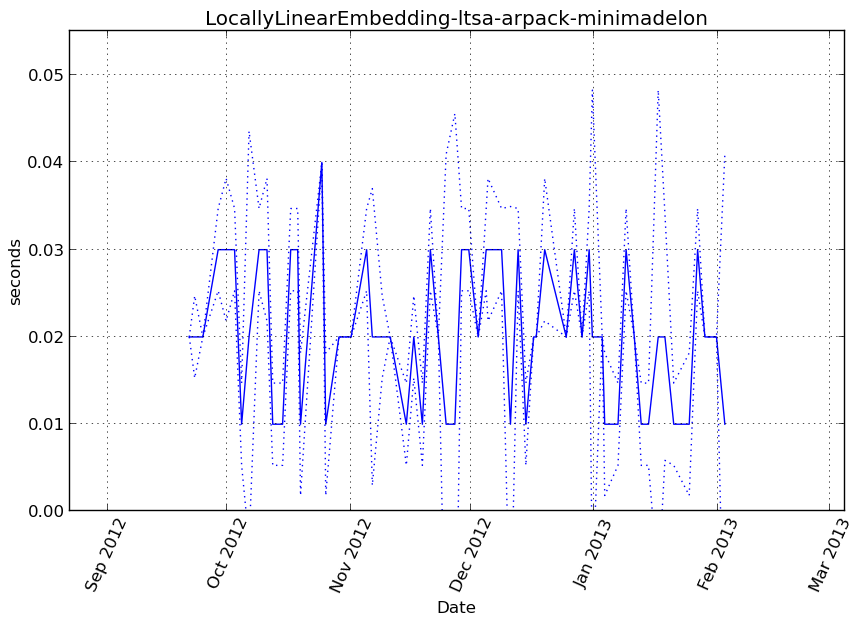 LocallyLinearEmbedding-ltsa-arpack-minimadelon
0.05
0.04
0.03
0.02
0.01
0.00
seconds
Sep 2012
Oct 2012
Nov 2012
Dec 2012
Jan 2013
Feb 2013
Mar 2013
Date